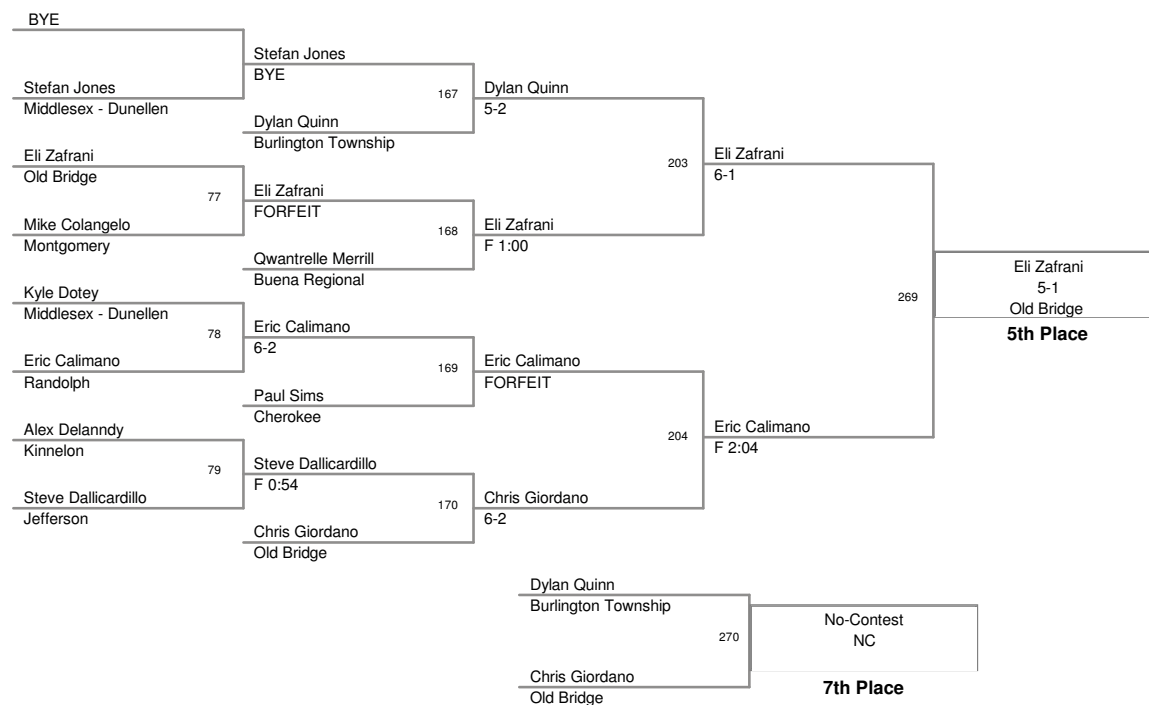 BYE
Stefan Jones
BYE
Stefan Jones
Middlesex - Dunellen
167
Dylan Quinn
5-2
Dylan Quinn
Burlington Township
Eli Zafrani
Old Bridge
203
Eli Zafrani
6-1
77
Eli Zafrani
FORFEIT
Mike Colangelo
Montgomery
168
Eli Zafrani
F 1:00
Qwantrelle Merrill
Buena Regional
Eli Zafrani
5-1
Old Bridge
5th Place
Kyle Dotey
Middlesex - Dunellen
269
78
Eric Calimano
6-2
Eric Calimano
Randolph
169
Eric Calimano
FORFEIT
Paul Sims
Cherokee
Alex Delanndy
Kinnelon
204
Eric Calimano
F 2:04
79
Steve Dallicardillo
F 0:54
Steve Dallicardillo
Jefferson
170
Chris Giordano
6-2
Chris Giordano
Old Bridge
Dylan Quinn
Burlington Township
270
No-Contest
NC
Chris Giordano
Old Bridge
7th Place